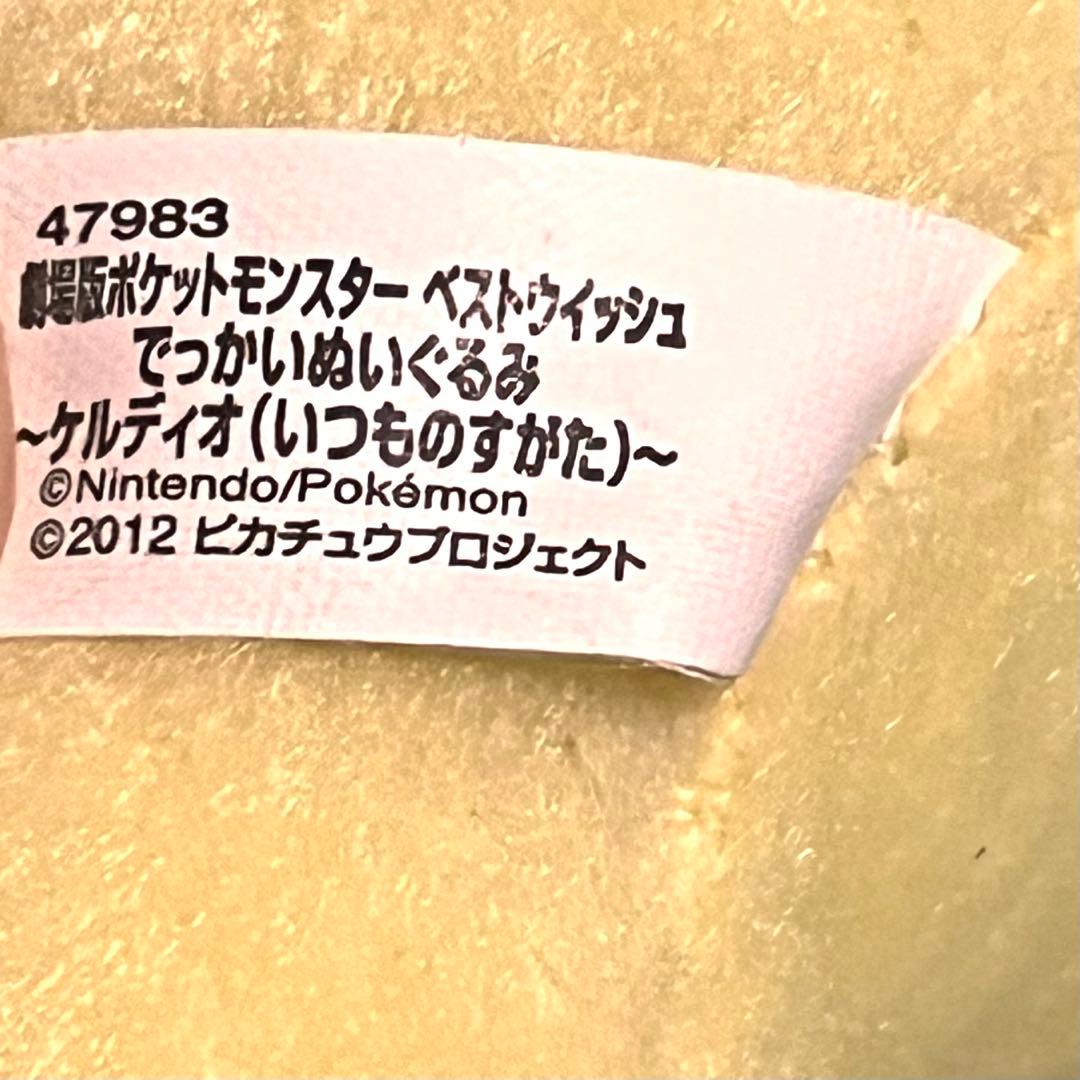 47983
劇場版ポケットモンスター ベストウイッシュ
でっかいぬいぐるみ
~ケルディオ(いつものすがた)~
©Nintendo/Pokémon
©2012 ピカチュウプロジェクト